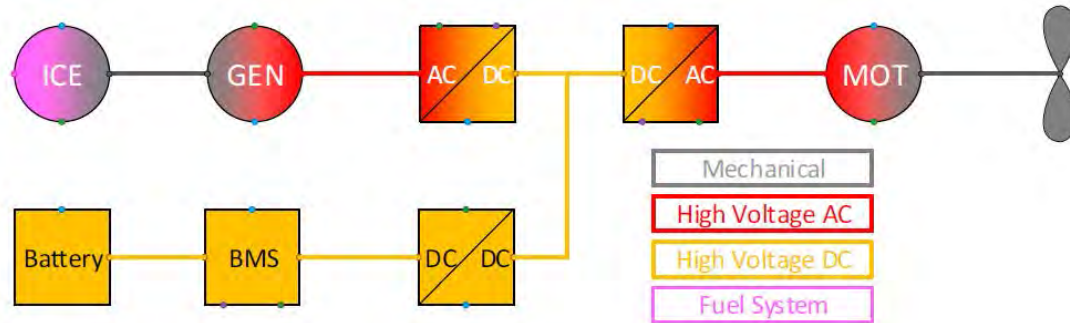 ICE
GEN
AC
DC
DC
AC
MOT
Mechanical
High Voltage AC
High Voltage DC
Fuel System
Battery
BMS
DC
DC